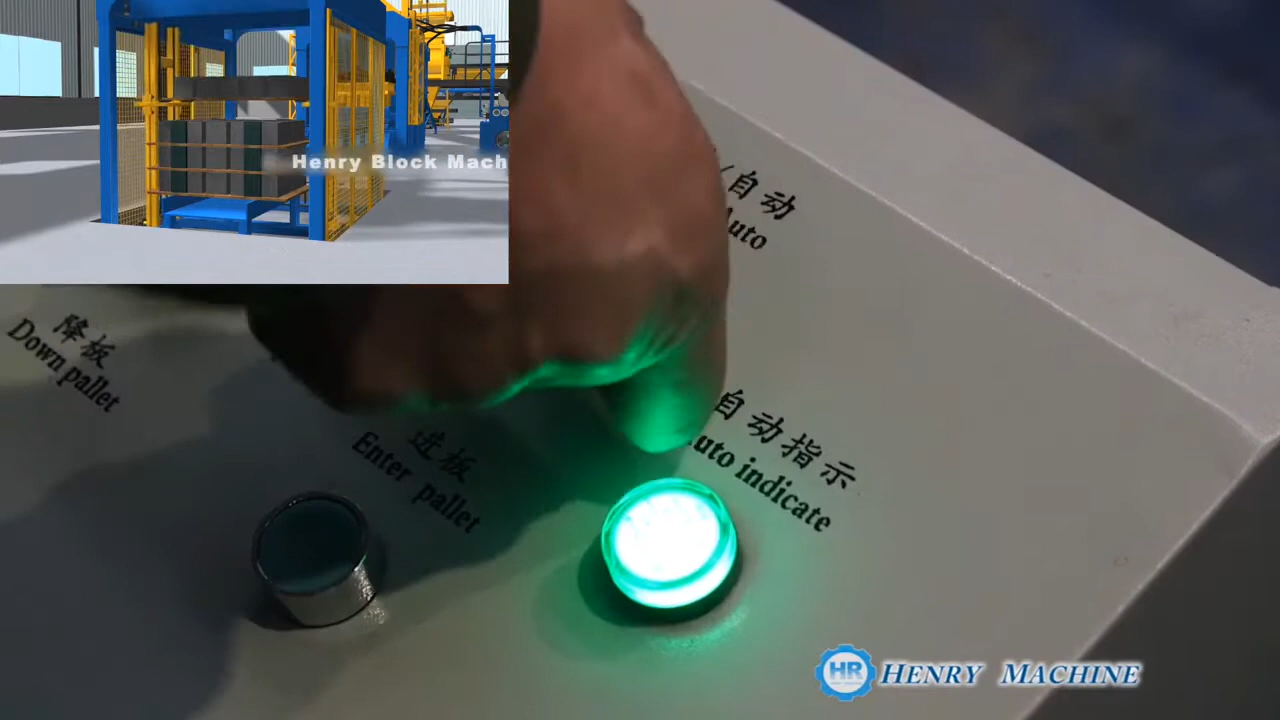 Henry Block Mach
/自动
Auto
降板
Down pallet
进板
Enter pallet
自动指示
Auto indicate
HR
HENRY MACHINE